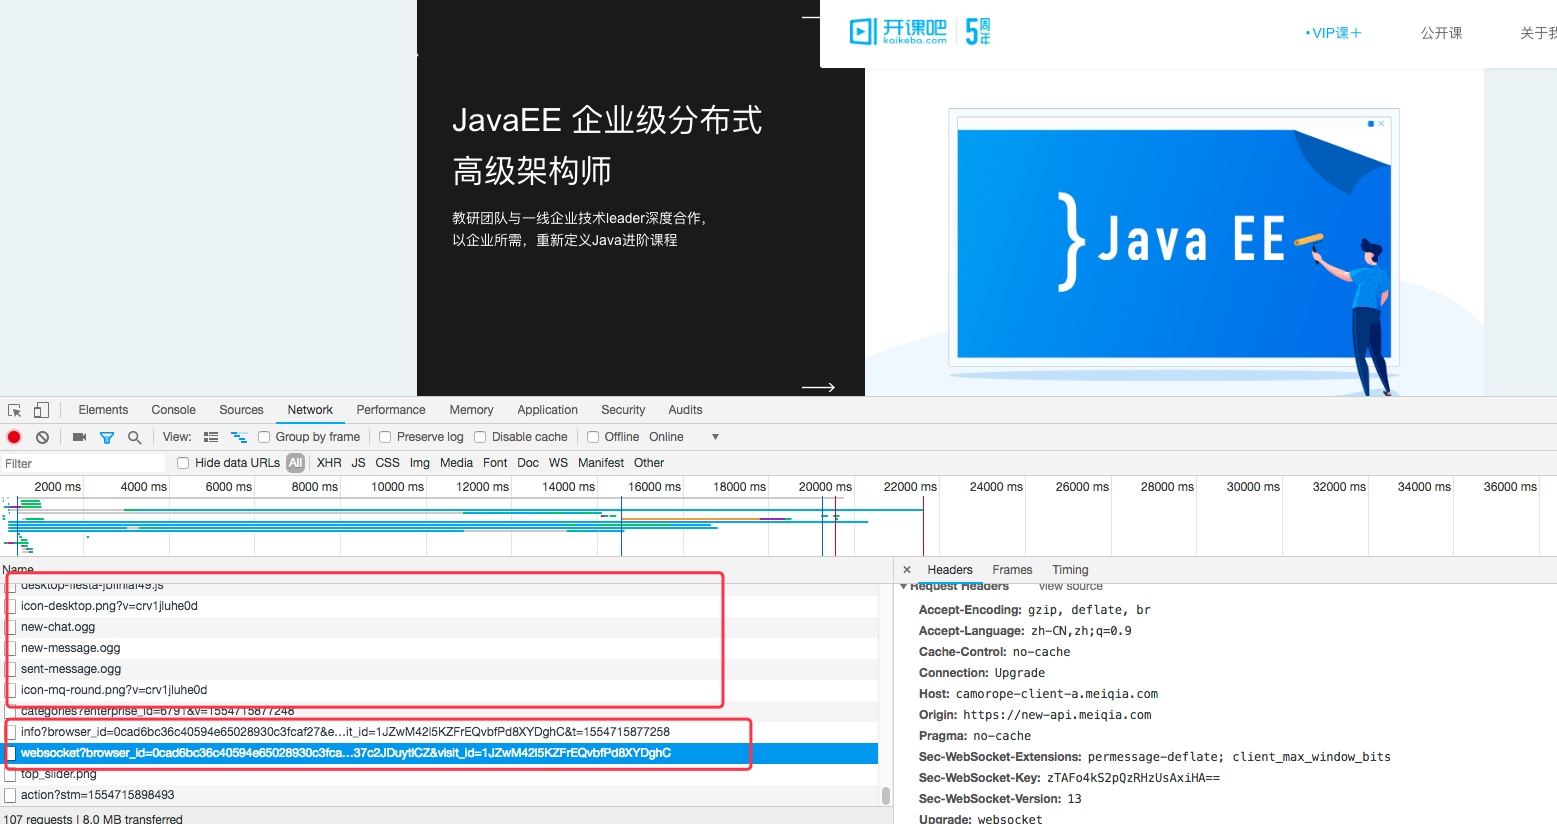 开课吧
kaikeba.com
5周年
•VIP课+
公开课
关于我
JavaEE 企业级分布式
高级架构师
教研团队与一线企业技术leader深度合作，
以企业所需，重新定义Java进阶课程
} Java EE
Elements Console Sources Network Performance Memory Application Security Audits
View: Group by frame Preserve log Disable cache Offline Online
Filter Hide data URLs All XHR JS CSS Img Media Font Doc WS Manifest Other
2000 ms 4000 ms 6000 ms 8000 ms 10000 ms 12000 ms 14000 ms 16000 ms 18000 ms 20000 ms 22000 ms 24000 ms 26000 ms 28000 ms 30000 ms 32000 ms 34000 ms 36000 ms
Name
icon-desktop.png?v=crv1jluhe0d
new-chat.ogg
new-message.ogg
sent-message.ogg
icon-mq-round.png?v=crv1jluhe0d
categories?enterprise_id=6791&v=1554715877248
info?browser_id=0cad6bc36c40594e65028930c3fcaf27&e…it_id=1JZwM42l5KZFrEQvbfPd8XYDghC&t=1554715877258
websocket?browser_id=0cad6bc36c40594e65028930c3fca…37c2JDuytlCZ&visit_id=1JZwM42l5KZFrEQvbfPd8XYDghC
top_slider.png
action?stm=1554715898493
107 requests | 8.0 MB transferred
× Headers Frames Timing
Request Headers view source
Accept-Encoding: gzip, deflate, br
Accept-Language: zh-CN,zh;q=0.9
Cache-Control: no-cache
Connection: Upgrade
Host: camorope-client-a.meiqia.com
Origin: https://new-api.meiqia.com
Pragma: no-cache
Sec-WebSocket-Extensions: permessage-deflate; client_max_window_bits
Sec-WebSocket-Key: zTAFo4kS2pQzRHzUsAxiHA==
Sec-WebSocket-Version: 13
Upgrade: websocket